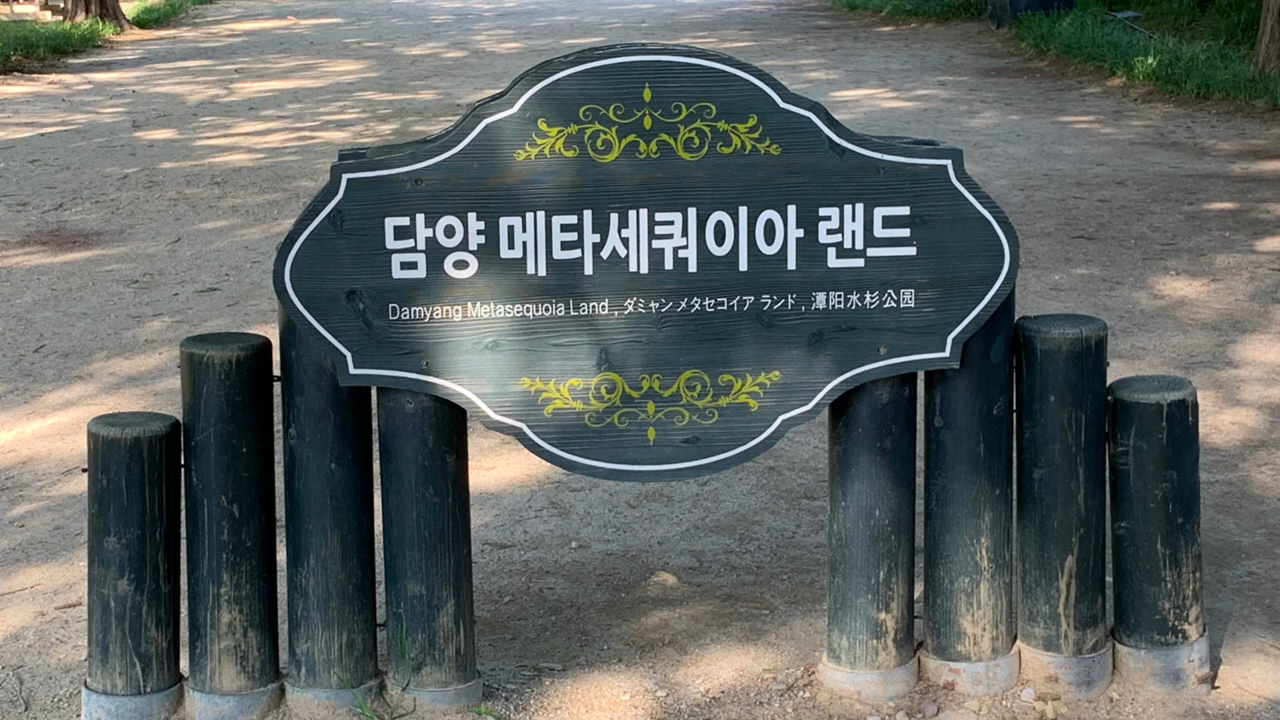 담양 메타세쿼이아 랜드
Damyang Metasequoia Land , ダミャン メタセコイア ランド , 潭阳水杉公园